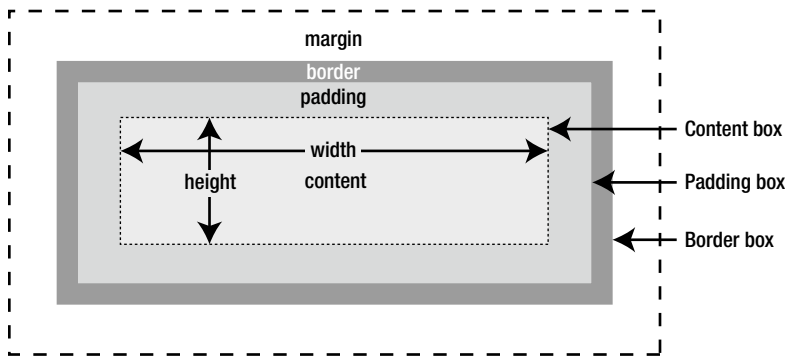 margin
border
padding
Content box
width
height
content
Padding box
Border box